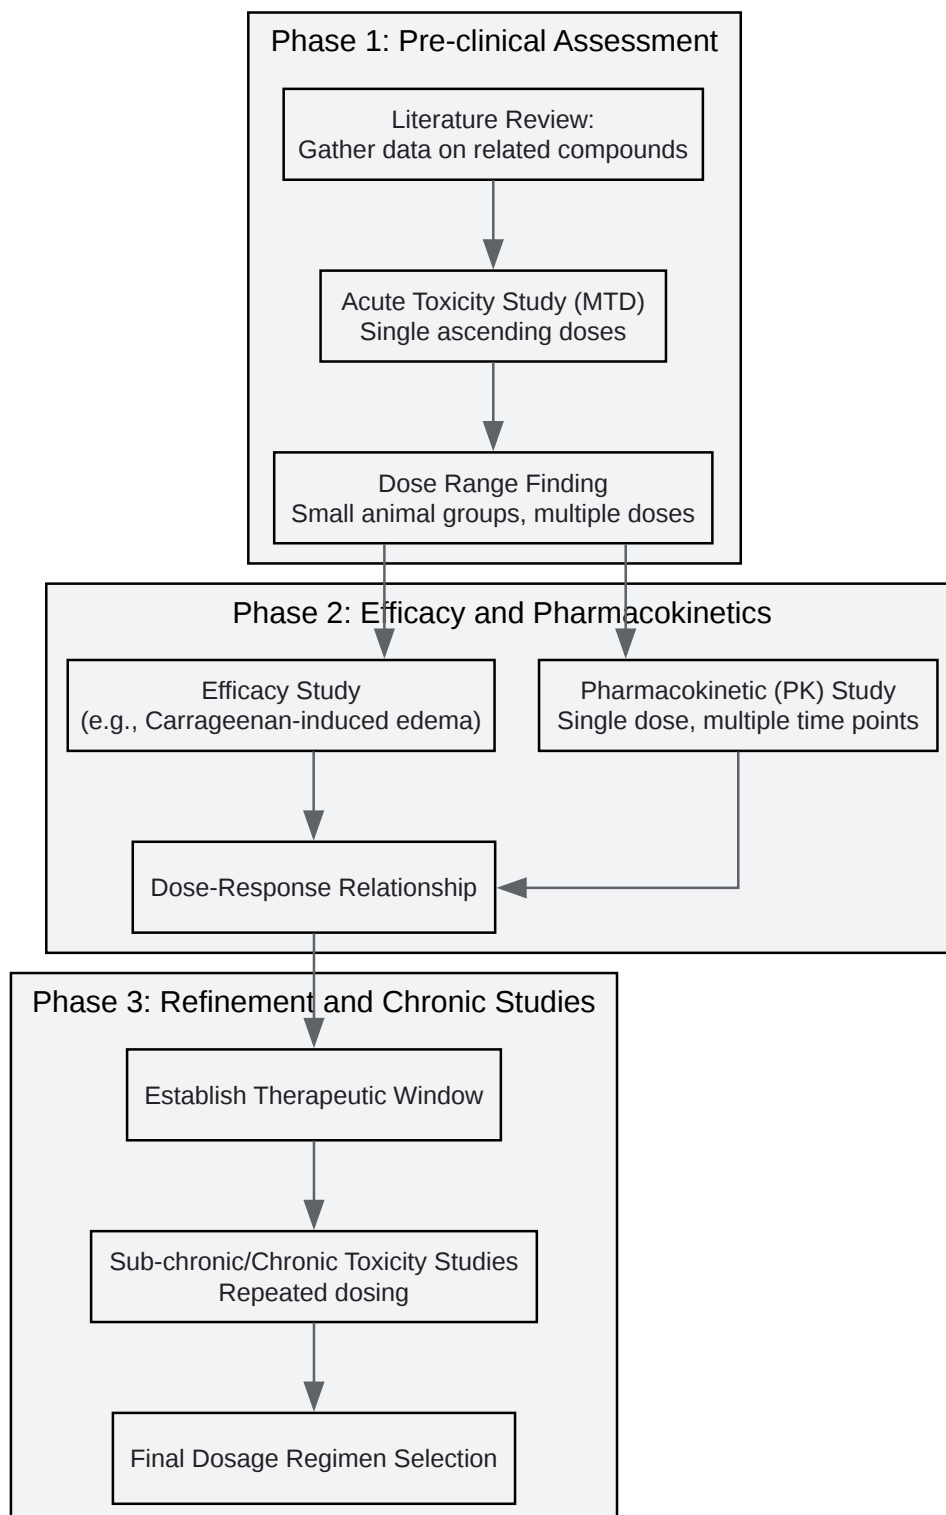 Phase 1: Pre-clinical Assessment
Literature Review:
Gather data on related compounds
Acute Toxicity Study (MTD)
Single ascending doses
Dose Range Finding
Small animal groups, multiple doses
Phase 2: Efficacy and Pharmacokinetics
Efficacy Study
(e.g., Carrageenan-induced edema)
Pharmacokinetic (PK) Study
Single dose, multiple time points
Dose-Response Relationship
Phase 3: Refinement and Chronic Studies
Establish Therapeutic Window
Sub-chronic/Chronic Toxicity Studies
Repeated dosing
Final Dosage Regimen Selection